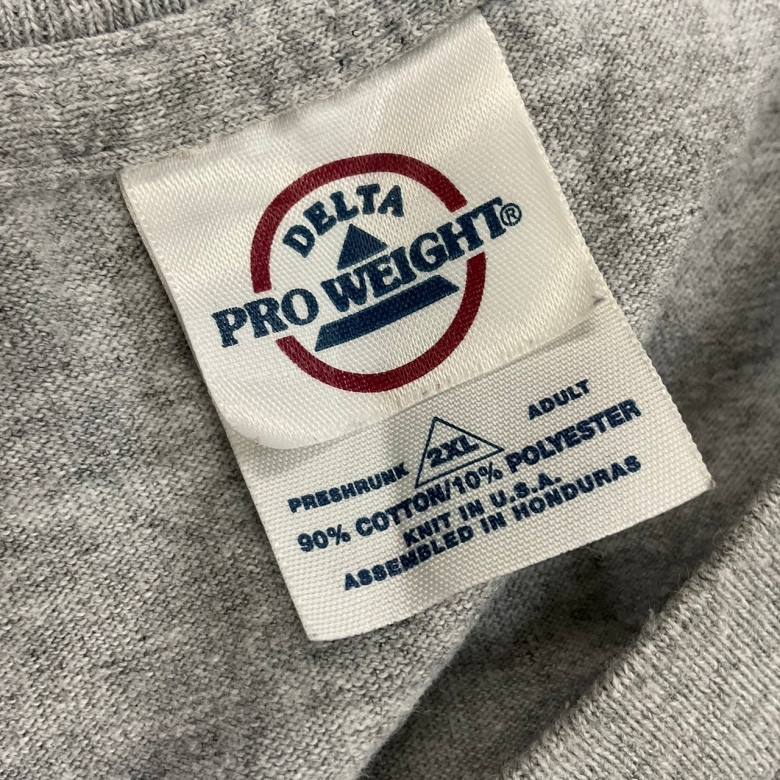 DELTA
PRO WEIGHT®
ADULT
PRESHRUNK 2XL
90% COTTON/10% POLYESTER
KNIT IN U.S.A.
ASSEMBLED IN HONDURAS